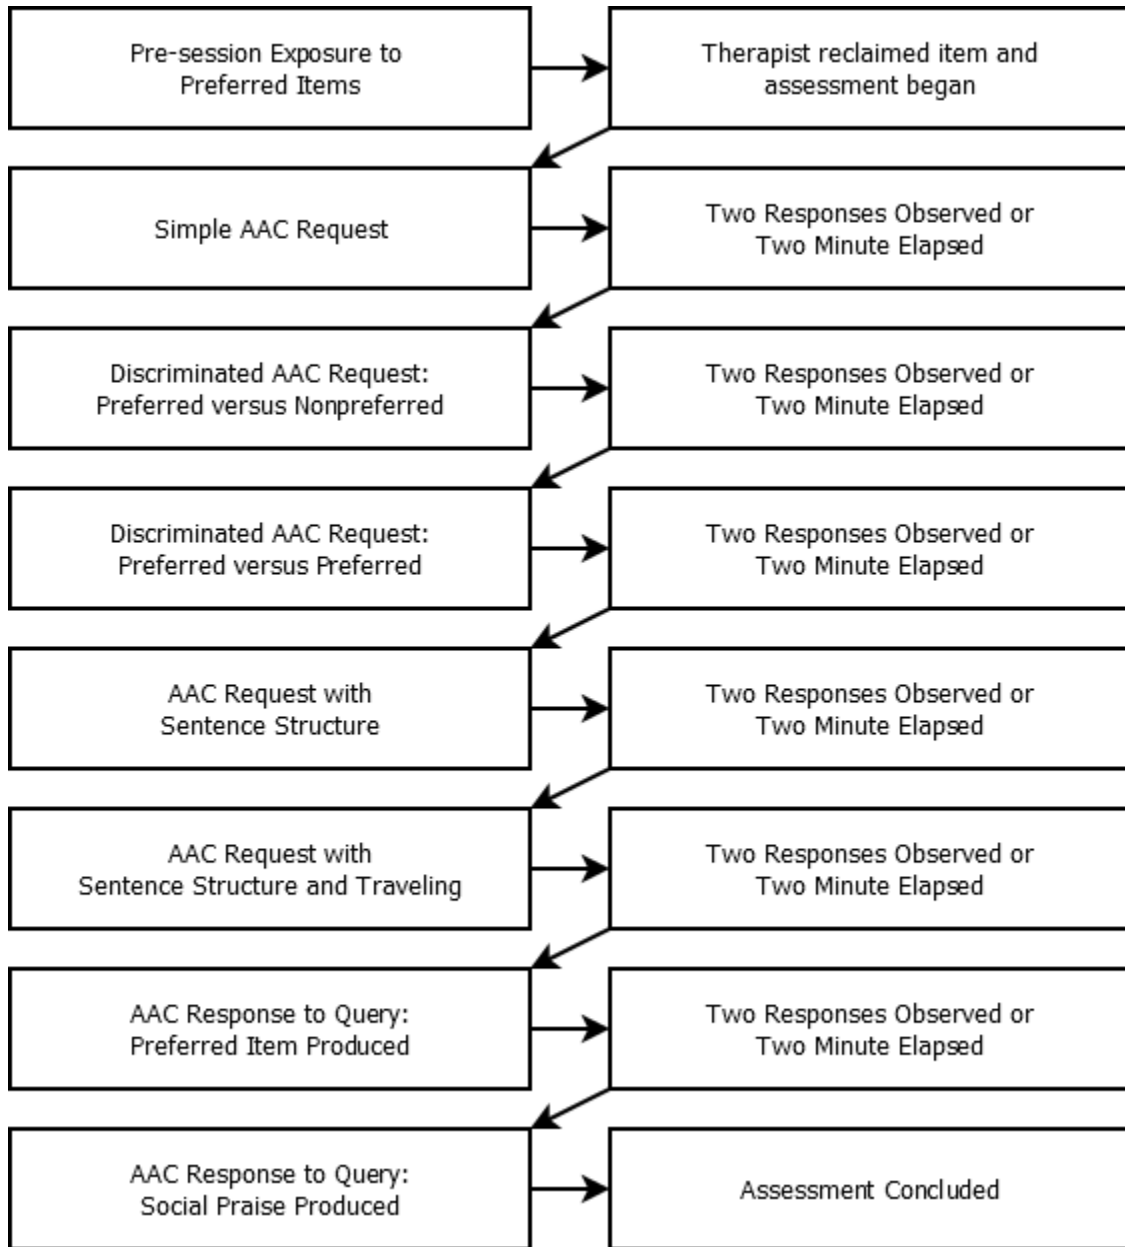 Pre-session Exposure to
Preferred Items
Therapist reclaimed item and
assessment began
Simple AAC Request
Two Responses Observed or
Two Minute Elapsed
Discriminated AAC Request:
Preferred versus Nonpreferred
Two Responses Observed or
Two Minute Elapsed
Discriminated AAC Request:
Preferred versus Preferred
Two Responses Observed or
Two Minute Elapsed
AAC Request with
Sentence Structure
Two Responses Observed or
Two Minute Elapsed
AAC Request with
Sentence Structure and Traveling
Two Responses Observed or
Two Minute Elapsed
AAC Response to Query:
Preferred Item Produced
Two Responses Observed or
Two Minute Elapsed
AAC Response to Query:
Social Praise Produced
Assessment Concluded